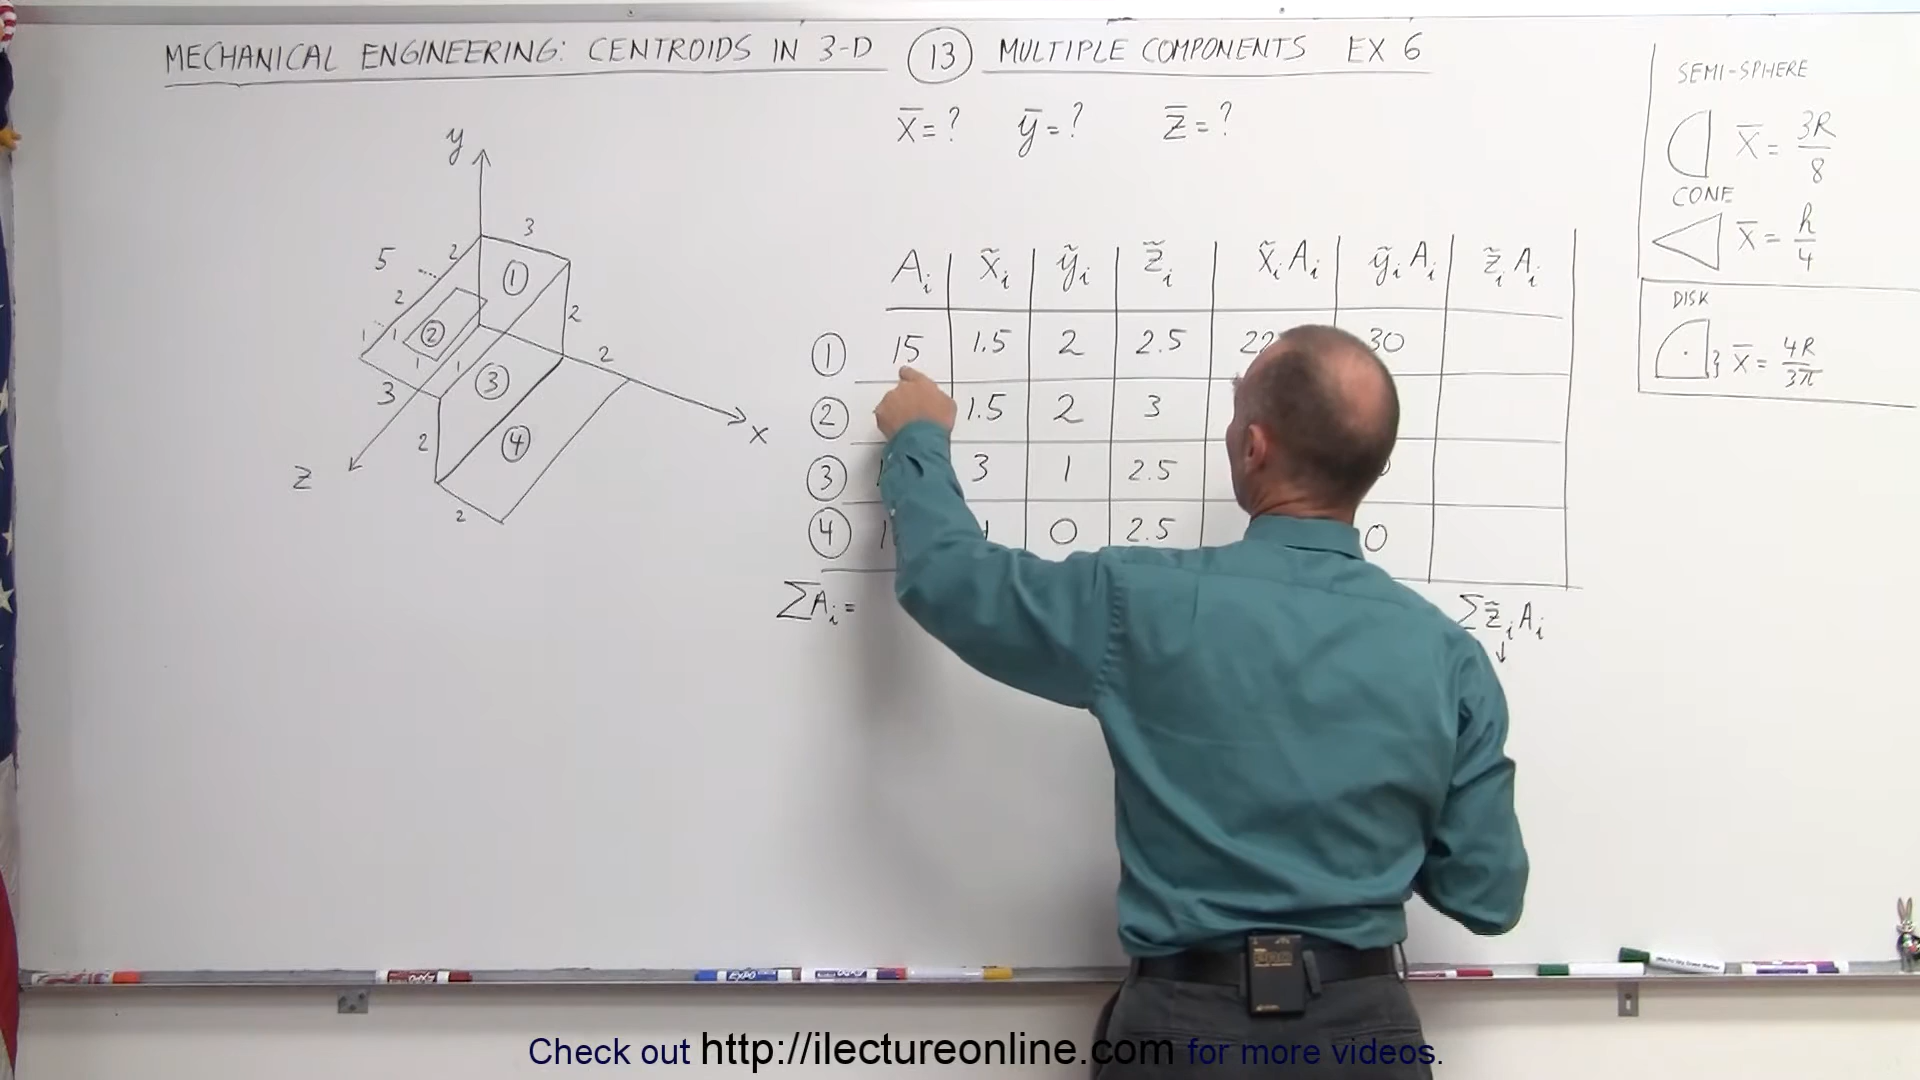 MECHANICAL ENGINEERING: CENTROIDS IN 3-D ⑬ MULTIPLE COMPONENTS EX 6
x̅ = ? y̅ = ? z̅ = ?
y
3
2
5
①
2
2
1
1
②
2
1
1
3
③
2
④
2
x
z
Aᵢ x̃ᵢ ỹᵢ z̃ᵢ x̃ᵢAᵢ ỹᵢAᵢ z̃ᵢAᵢ
① 15 1.5 2 2.5 30
② 1.5 2 3
③ 3 1 2.5
④ 0 2.5 0
ΣAᵢ = Σz̃ᵢAᵢ
↓
SEMI-SPHERE
x̅ = 3R/8
CONE
x̅ = h/4
DISK
} x̅ = 4R/3π
EXPO
EXPO
Check out http://ilectureonline.com for more videos.